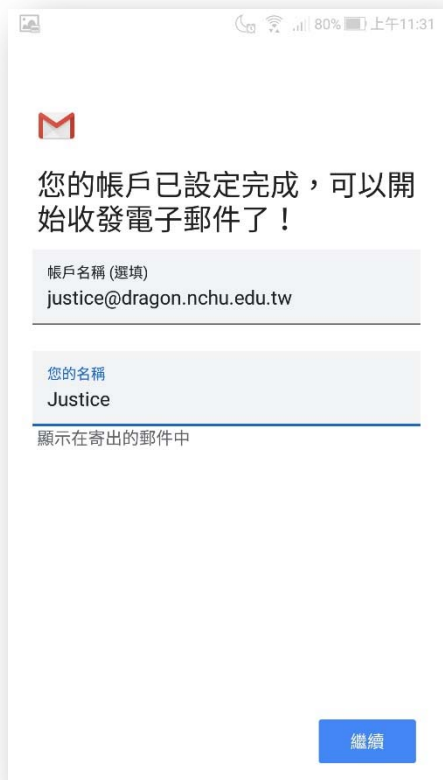 80% 上午11:31
您的帳戶已設定完成，可以開
始收發電子郵件了！
帳戶名稱 (選填)
justice@dragon.nchu.edu.tw
您的名稱
Justice
顯示在寄出的郵件中
繼續